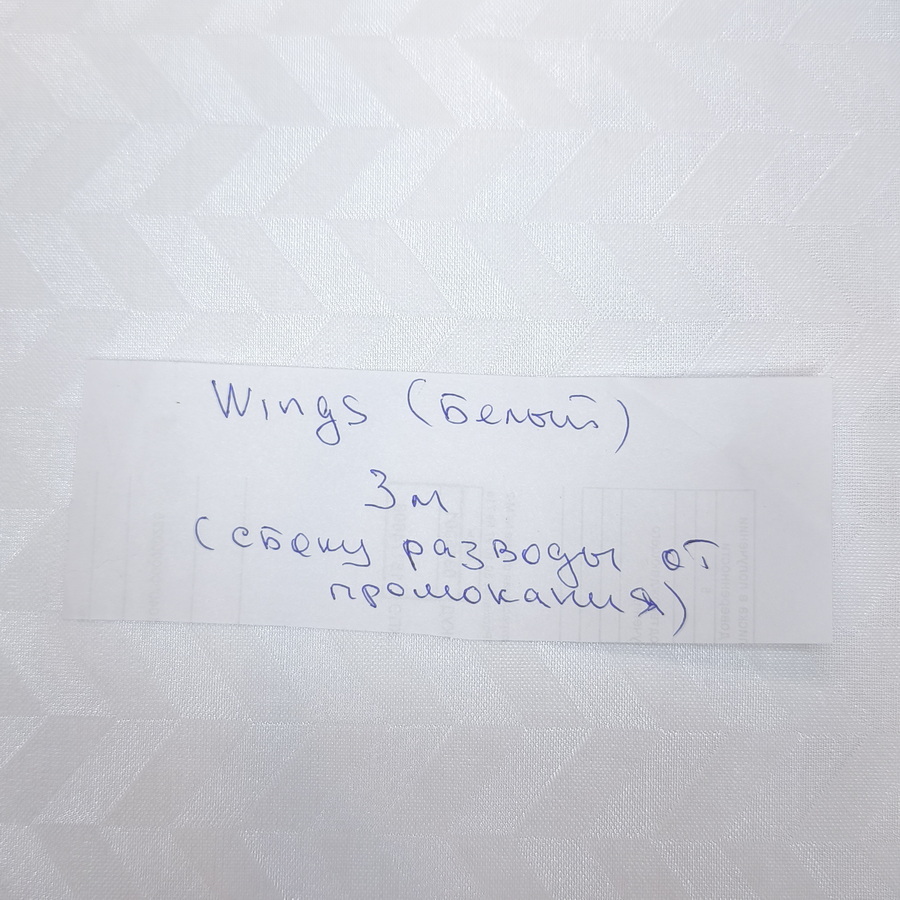 Wings (Белый)
3м
(сбоку разводы от
промокания)